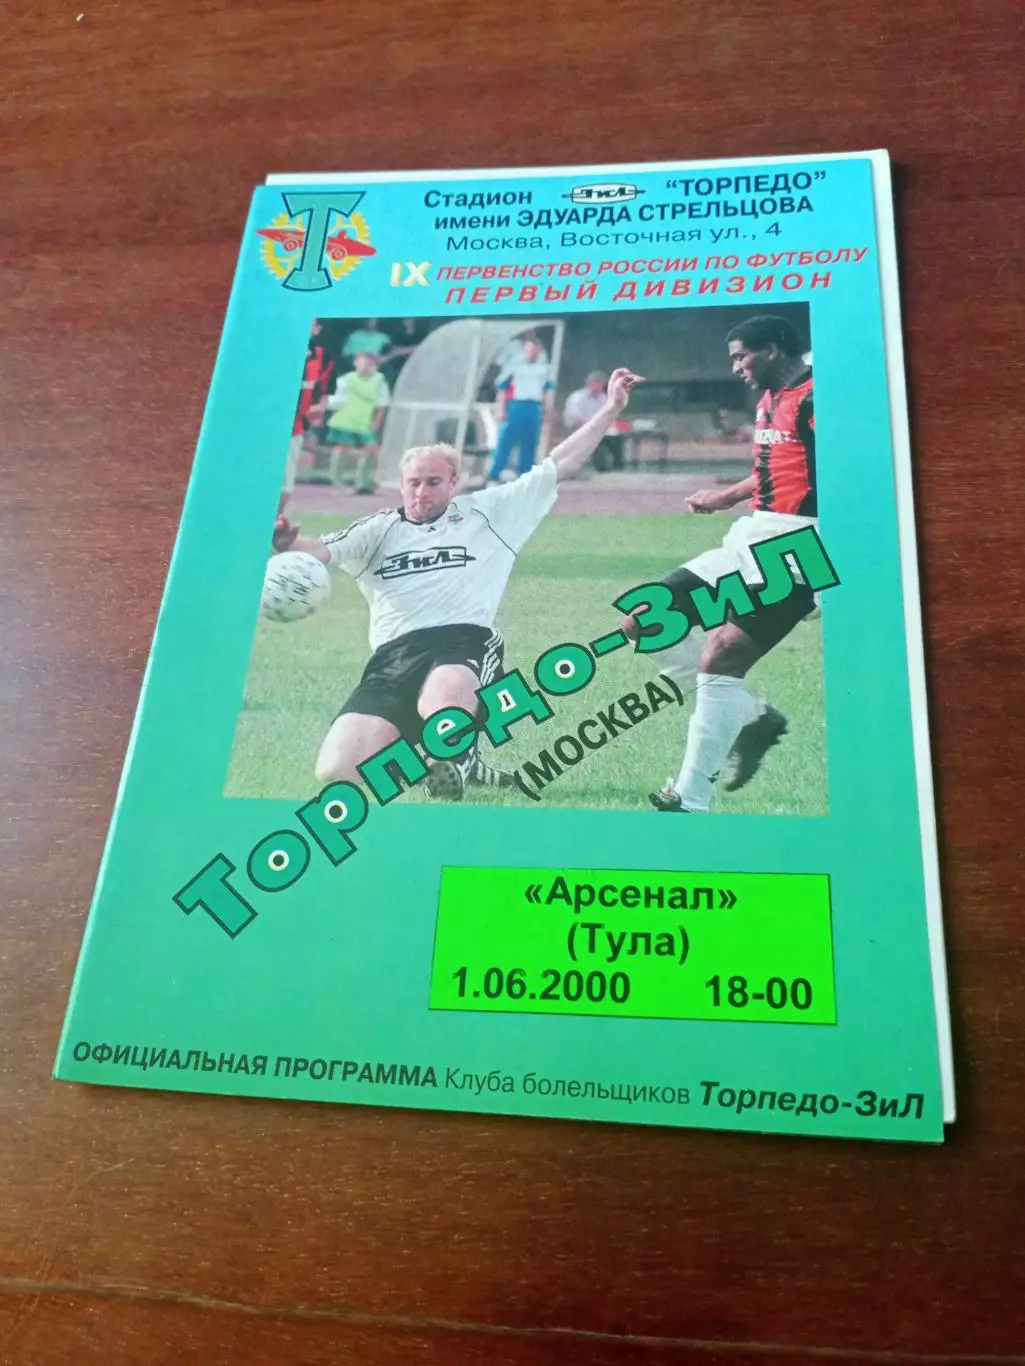 Стадион ЗиЛ "ТОРПЕДО"
имени ЭДУАРДА СТРЕЛЬЦОВА
Москва, Восточная ул., 4
IX ПЕРВЕНСТВО РОССИИ ПО ФУТБОЛУ
ПЕРВЫЙ ДИВИЗИОН
ЗиЛ
Торпедо-ЗиЛ
(МОСКВА)
«Арсенал»
(Тула)
1.06.2000 18-00
ОФИЦИАЛЬНАЯ ПРОГРАММА Клуба болельщиков Торпедо-ЗиЛ